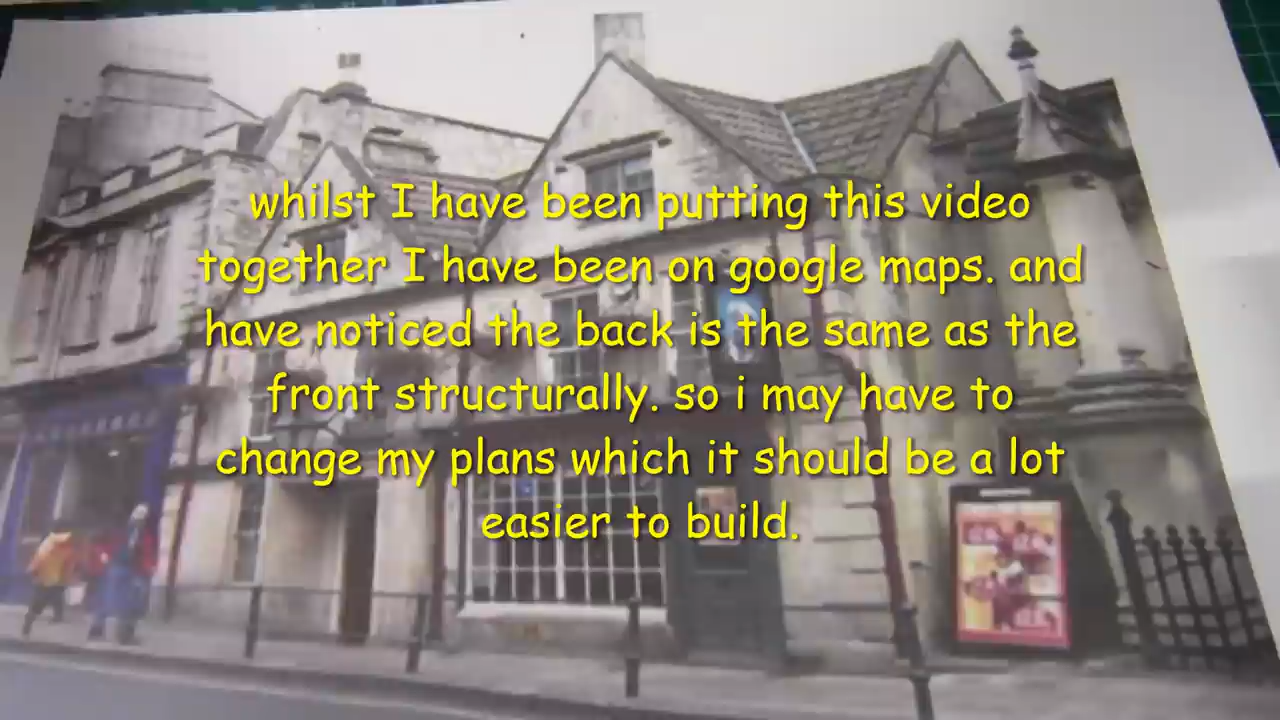 whilst I have been putting this video
together I have been on google maps. and
have noticed the back is the same as the
front structurally. so i may have to
change my plans which it should be a lot
easier to build.